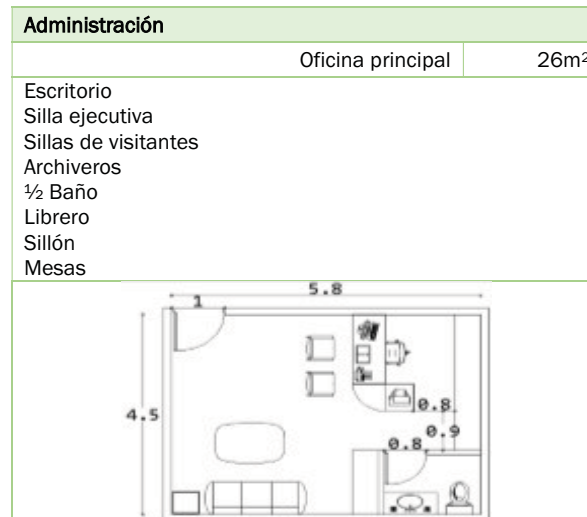 Administración
Oficina principal 26m²
Escritorio
Silla ejecutiva
Sillas de visitantes
Archiveros
½ Baño
Librero
Sillón
Mesas
5.8
1
4.5
0.8
0.9
0.8